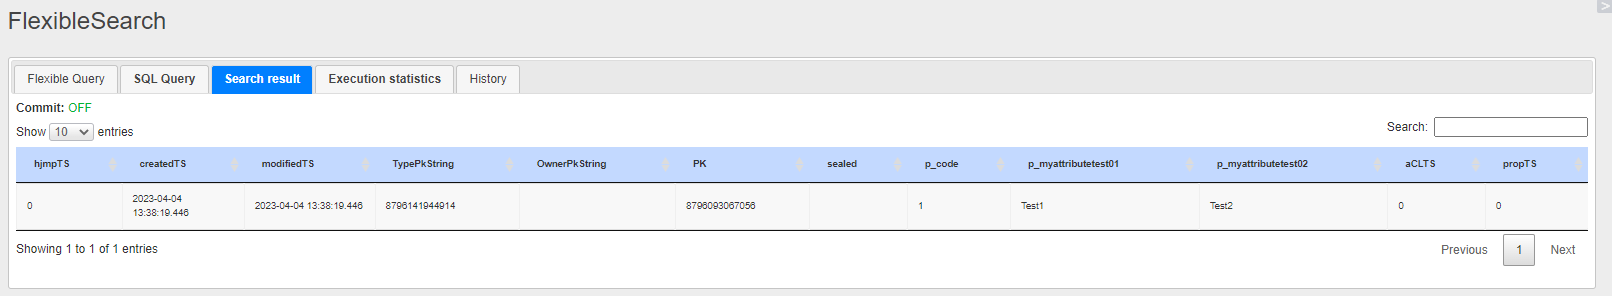 FlexibleSearch
>
Flexible Query SQL Query Search result Execution statistics History
Commit: OFF
Show 10 entries Search:
hjmpTS createdTS modifiedTS TypePkString OwnerPkString PK sealed p_code p_myattributetest01 p_myattributetest02 aCLTS propTS
0 2023-04-04 13:38:19.446 2023-04-04 13:38:19.446 8796141944914 8796093067056 1 Test1 Test2 0 0
Showing 1 to 1 of 1 entries Previous 1 Next